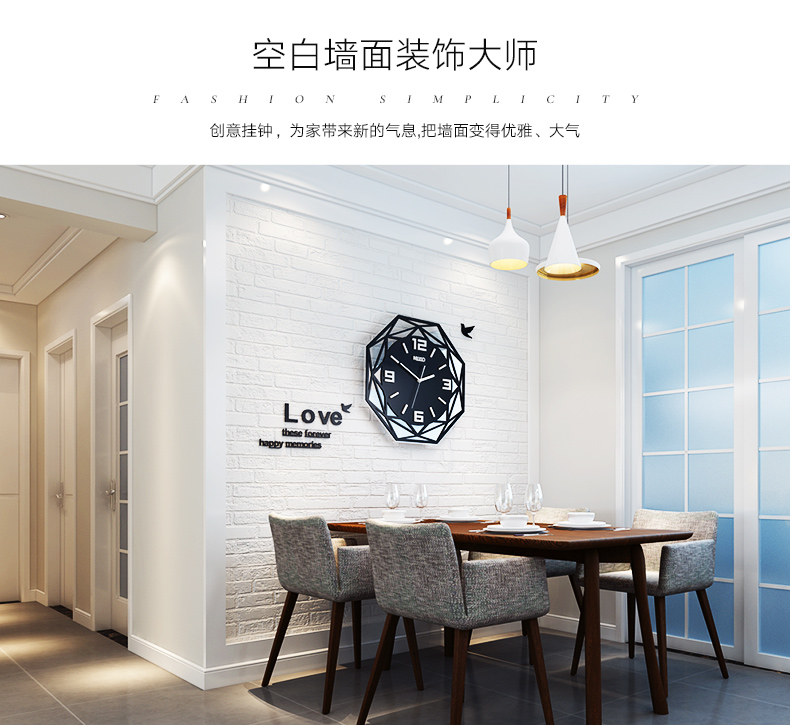 空白墙面装饰大师
FASHION SIMPLICITY
创意挂钟，为家带来新的气息,把墙面变得优雅、大气
12
3
6
9
Love
these forever
happy memories